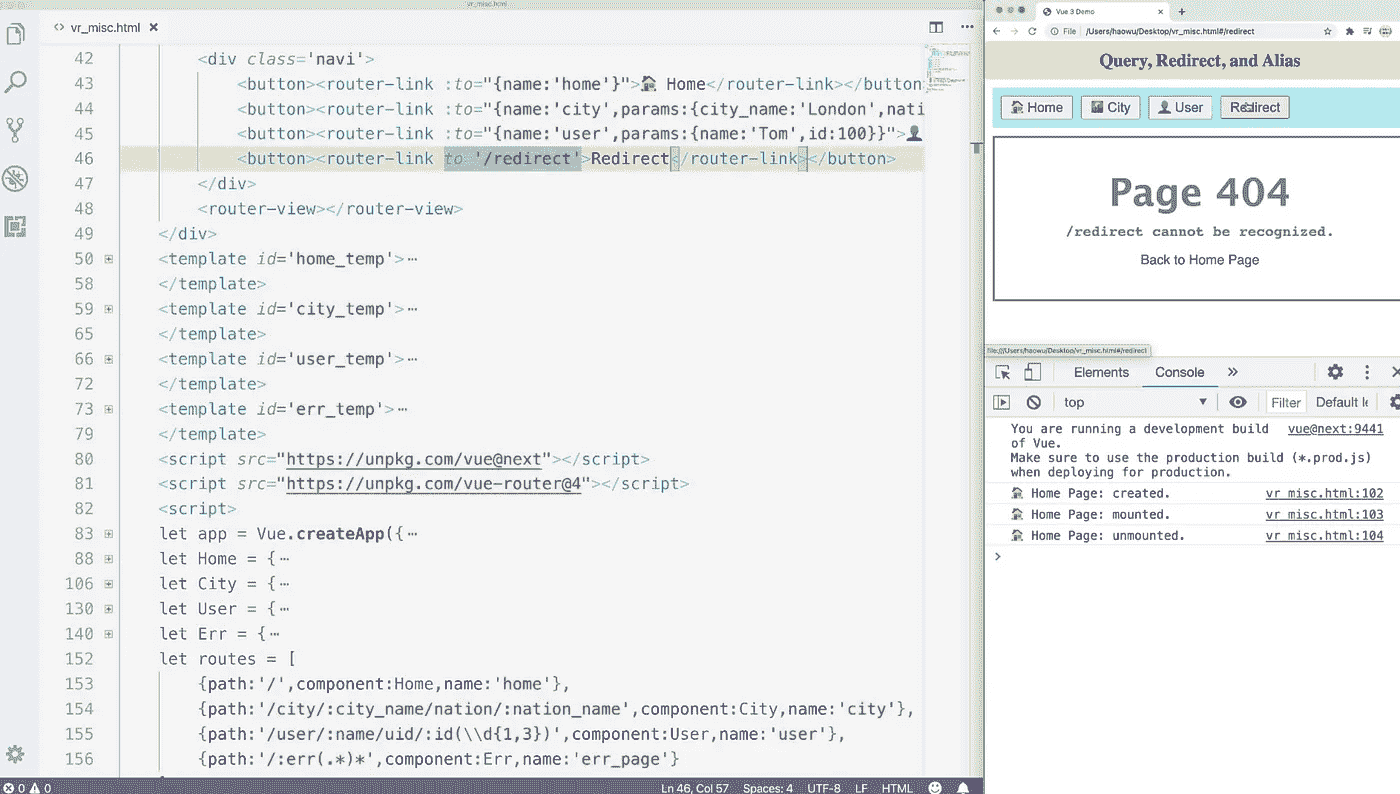 vr_misc.html
vr_misc.html
42 <div class='navi'>
43 <button><router-link :to="{name:'home'}">🏠 Home</router-link></button
44 <button><router-link :to="{name:'city',params:{city_name:'London',nati
45 <button><router-link :to="{name:'user',params:{name:'Tom',id:100}}">👤
46 <button><router-link to='/redirect'>Redirect</router-link></button>
47 </div>
48 <router-view></router-view>
49 </div>
50 <template id='home_temp'>⋯
58 </template>
59 <template id='city_temp'>⋯
65 </template>
66 <template id='user_temp'>⋯
72 </template>
73 <template id='err_temp'>⋯
79 </template>
80 <script src="https://unpkg.com/vue@next"></script>
81 <script src="https://unpkg.com/vue-router@4"></script>
82 <script>
83 let app = Vue.createApp({⋯
88 let Home = {⋯
106 let City = {⋯
130 let User = {⋯
140 let Err = {⋯
152 let routes = [
153 {path:'/',component:Home,name:'home'},
154 {path:'/city/:city_name/nation/:nation_name',component:City,name:'city'},
155 {path:'/user/:name/uid/:id(\\d{1,3})',component:User,name:'user'},
156 {path:'/:err(.*)*',component:Err,name:'err_page'}
0 0 Ln 46, Col 57 Spaces: 4 UTF-8 LF HTML
Vue 3 Demo
File /Users/haowu/Desktop/vr_misc.html#/redirect
Query, Redirect, and Alias
Home City User Redirect
Page 404
/redirect cannot be recognized.
Back to Home Page
file:///Users/haowu/Desktop/vr_misc.html#/redirect
Elements Console
top Filter Default le
You are running a development build vue@next:9441
of Vue.
Make sure to use the production build (*.prod.js)
when deploying for production.
🏠 Home Page: created. vr_misc.html:102
🏠 Home Page: mounted. vr_misc.html:103
🏠 Home Page: unmounted. vr_misc.html:104